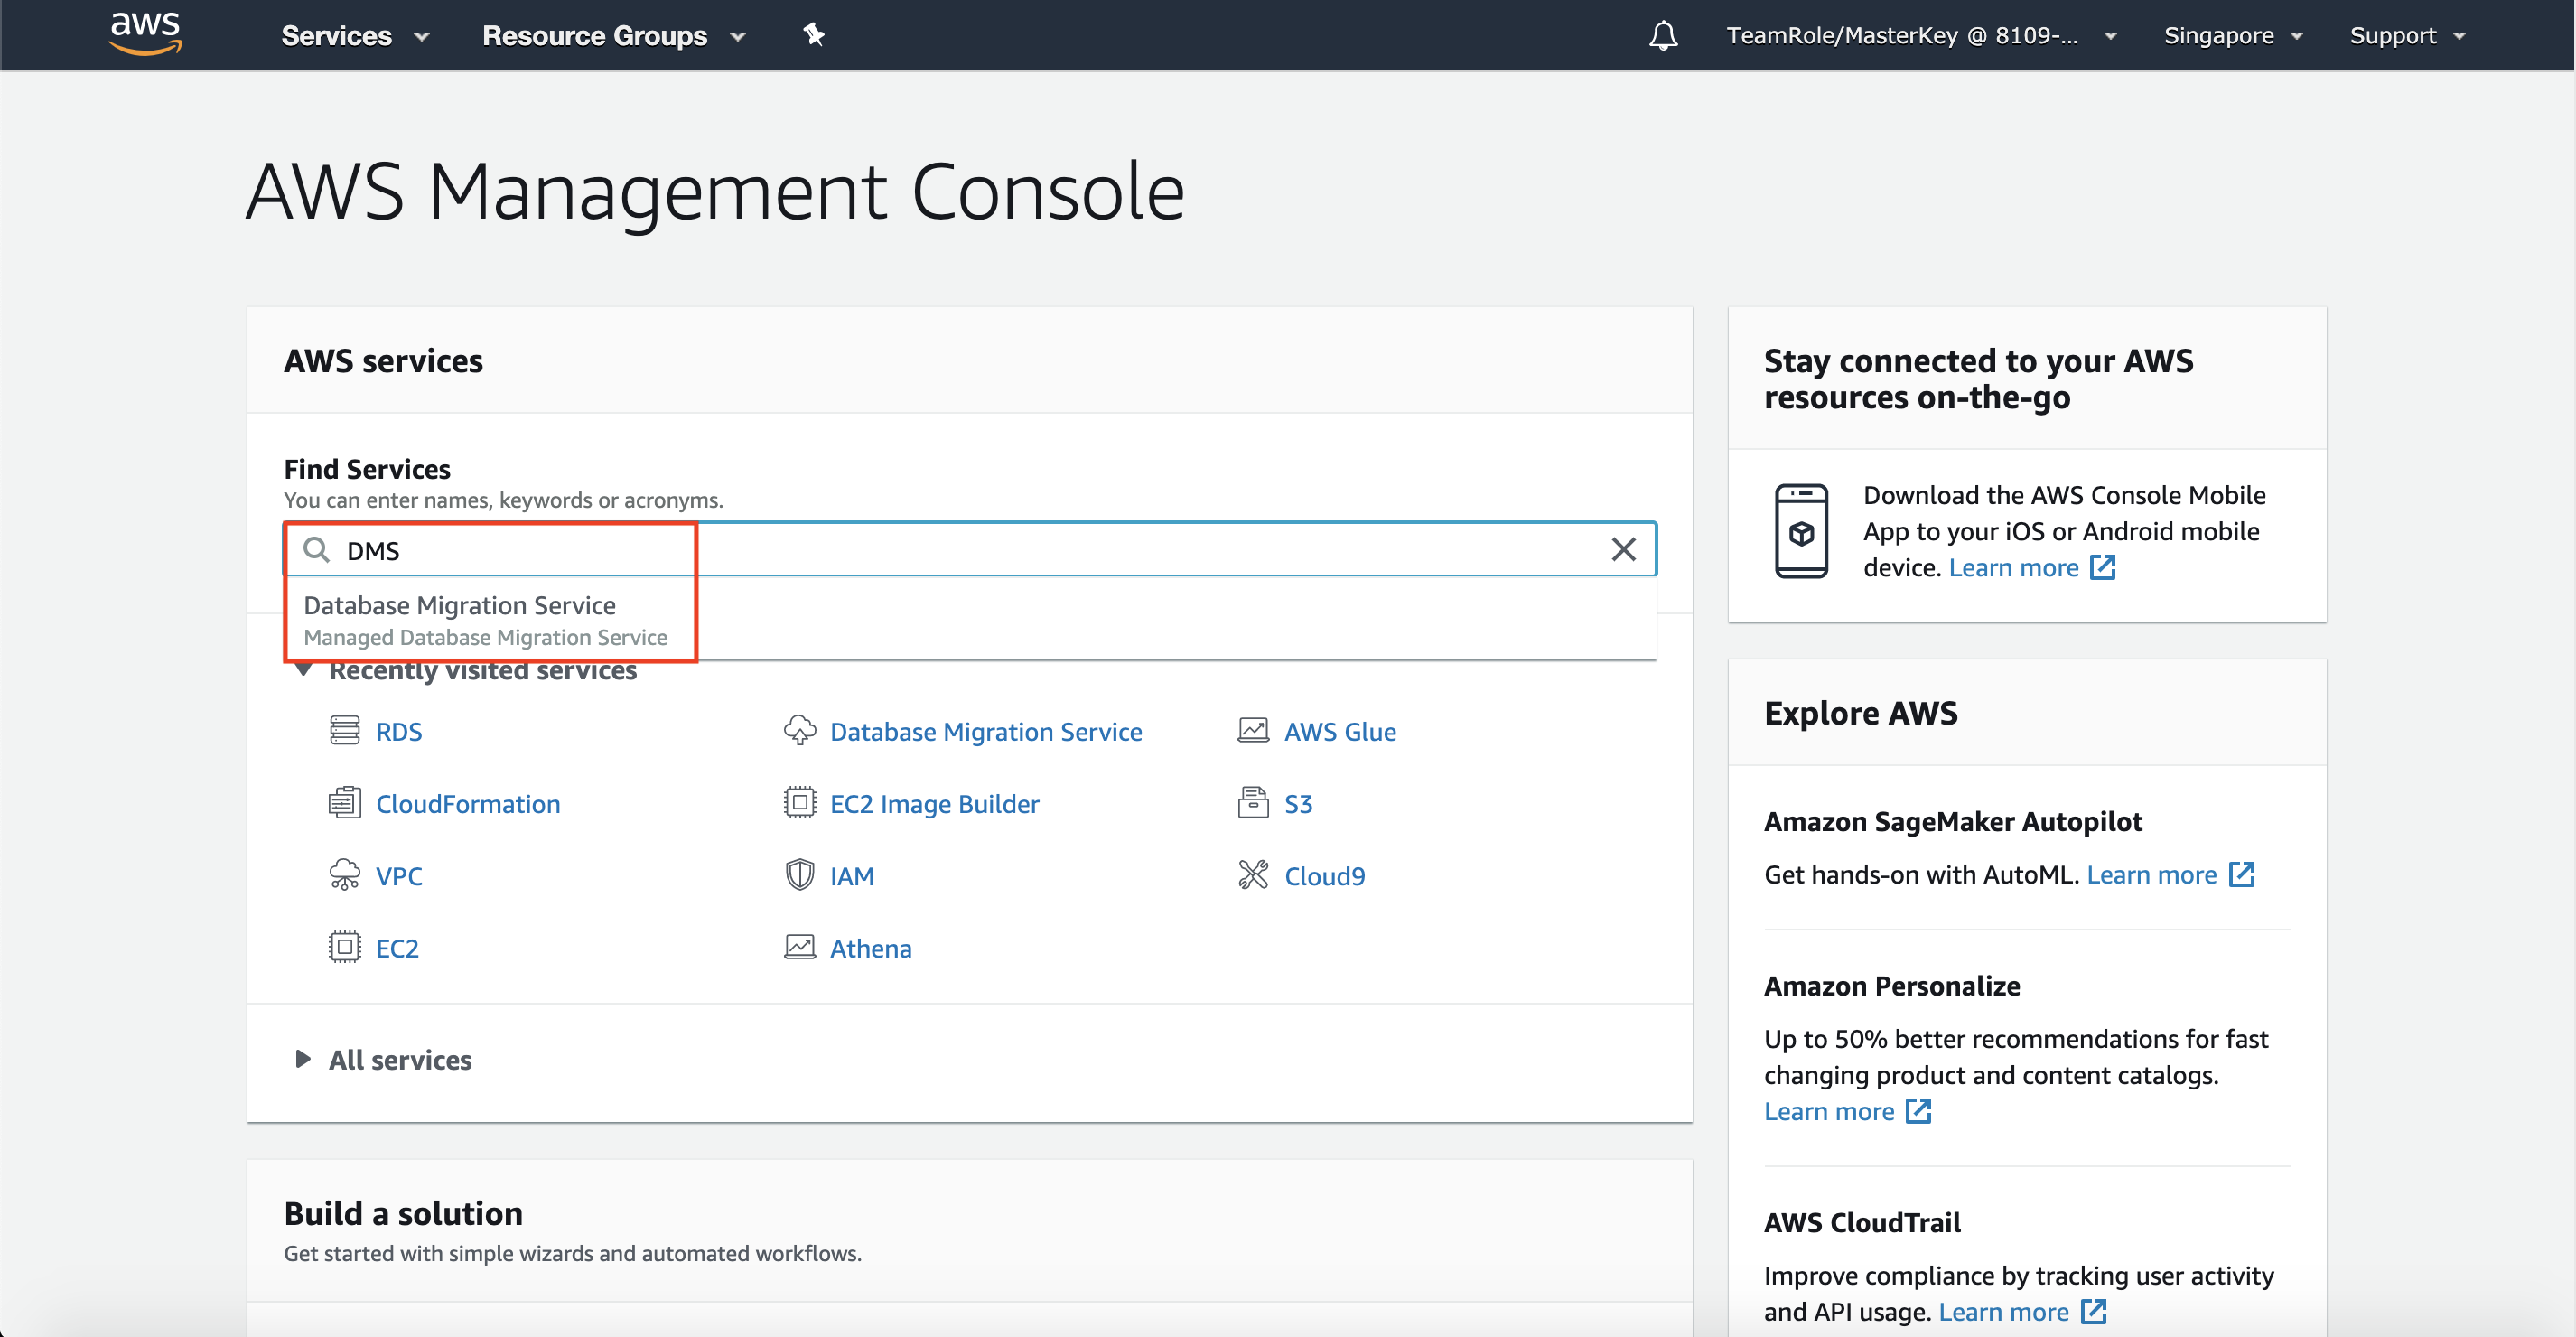 aws
Services
Resource Groups
TeamRole/MasterKey @ 8109-...
Singapore
Support
AWS Management Console
AWS services
Find Services
You can enter names, keywords or acronyms.
DMS
Database Migration Service
Managed Database Migration Service
Recently visited services
RDS
Database Migration Service
AWS Glue
CloudFormation
EC2 Image Builder
S3
VPC
IAM
Cloud9
EC2
Athena
All services
Build a solution
Get started with simple wizards and automated workflows.
Stay connected to your AWS
resources on-the-go
Download the AWS Console Mobile
App to your iOS or Android mobile
device. Learn more
Explore AWS
Amazon SageMaker Autopilot
Get hands-on with AutoML. Learn more
Amazon Personalize
Up to 50% better recommendations for fast
changing product and content catalogs.
Learn more
AWS CloudTrail
Improve compliance by tracking user activity
and API usage. Learn more